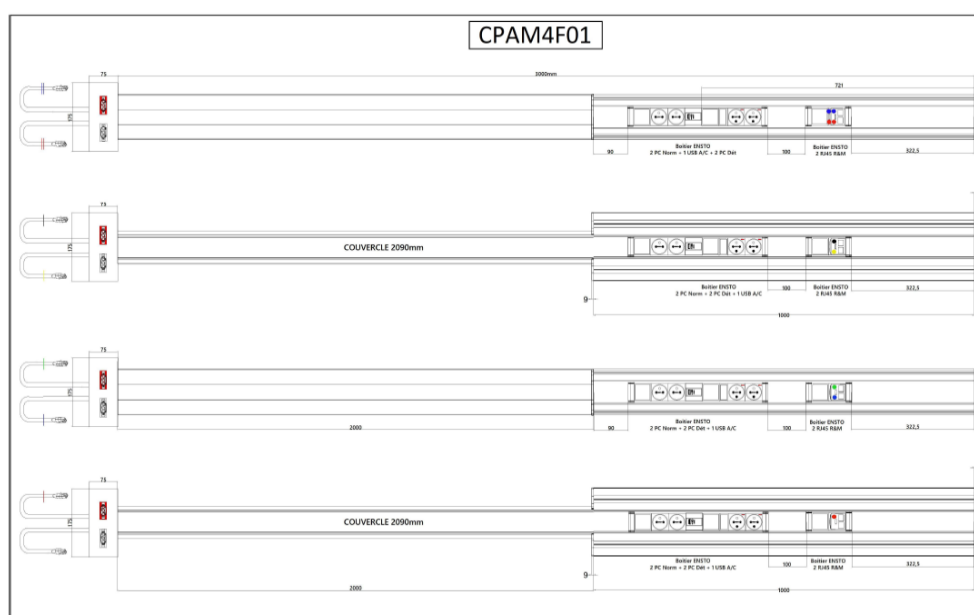 CPAM4F01
75
3000mm
721
175
90
Boitier ENSTO
2 PC Norm + 1 USB A/C + 2 PC Dét
100
Boitier ENSTO
2 RJ45 R&M
322,5
75
175
COUVERCLE 2090mm
9
Boitier ENSTO
2 PC Norm + 2 PC Dét + 1 USB A/C
100
Boitier ENSTO
2 RJ45 R&M
322,5
1000
75
175
2000
90
Boitier ENSTO
2 PC Norm + 2 PC Dét + 1 USB A/C
100
Boitier ENSTO
2 RJ45 R&M
322,5
75
175
COUVERCLE 2090mm
9
Boitier ENSTO
2 PC Norm + 2 PC Dét + 1 USB A/C
100
Boitier ENSTO
2 RJ45 R&M
322,5
2000
1000